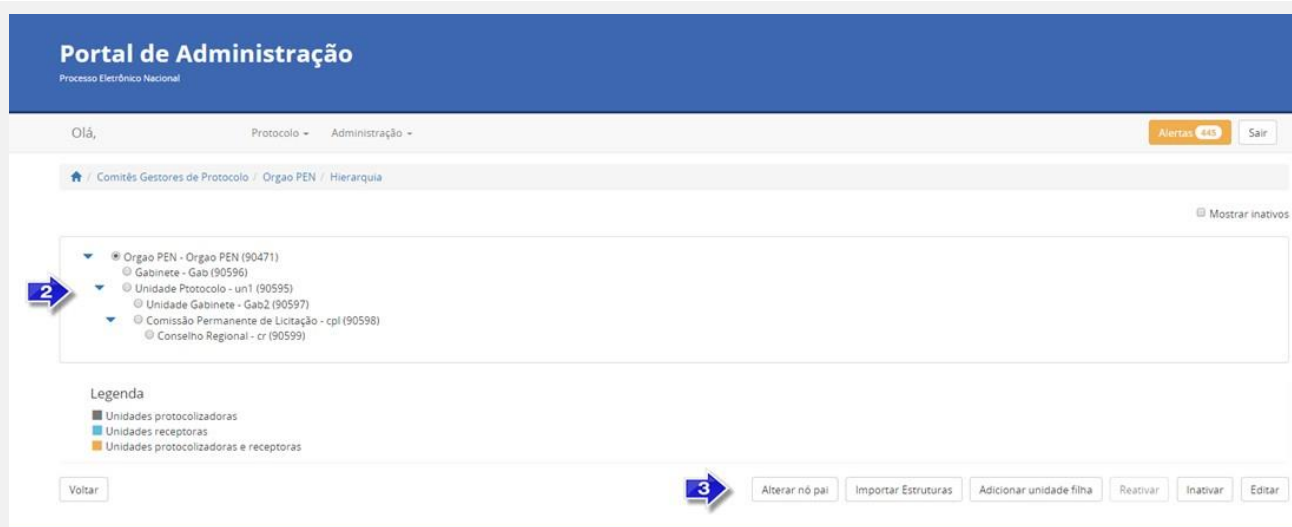 Portal de Administração
Processo Eletrônico Nacional
Olá, Protocolo Administração Alertas 445 Sair
/ Comitês Gestores de Protocolo / Orgao PEN / Hierarquia
Mostrar inativos
Orgao PEN - Orgao PEN (90471)
Gabinete - Gab (90596)
2
Unidade Ptotocolo - un1 (90595)
Unidade Gabinete - Gab2 (90597)
Comissão Permanente de Licitação - cpl (90598)
Conselho Regional - cr (90599)
Legenda
Unidades protocolizadoras
Unidades receptoras
Unidades protocolizadoras e receptoras
Voltar 3 Alterar nó pai Importar Estruturas Adicionar unidade filha Reativar Inativar Editar